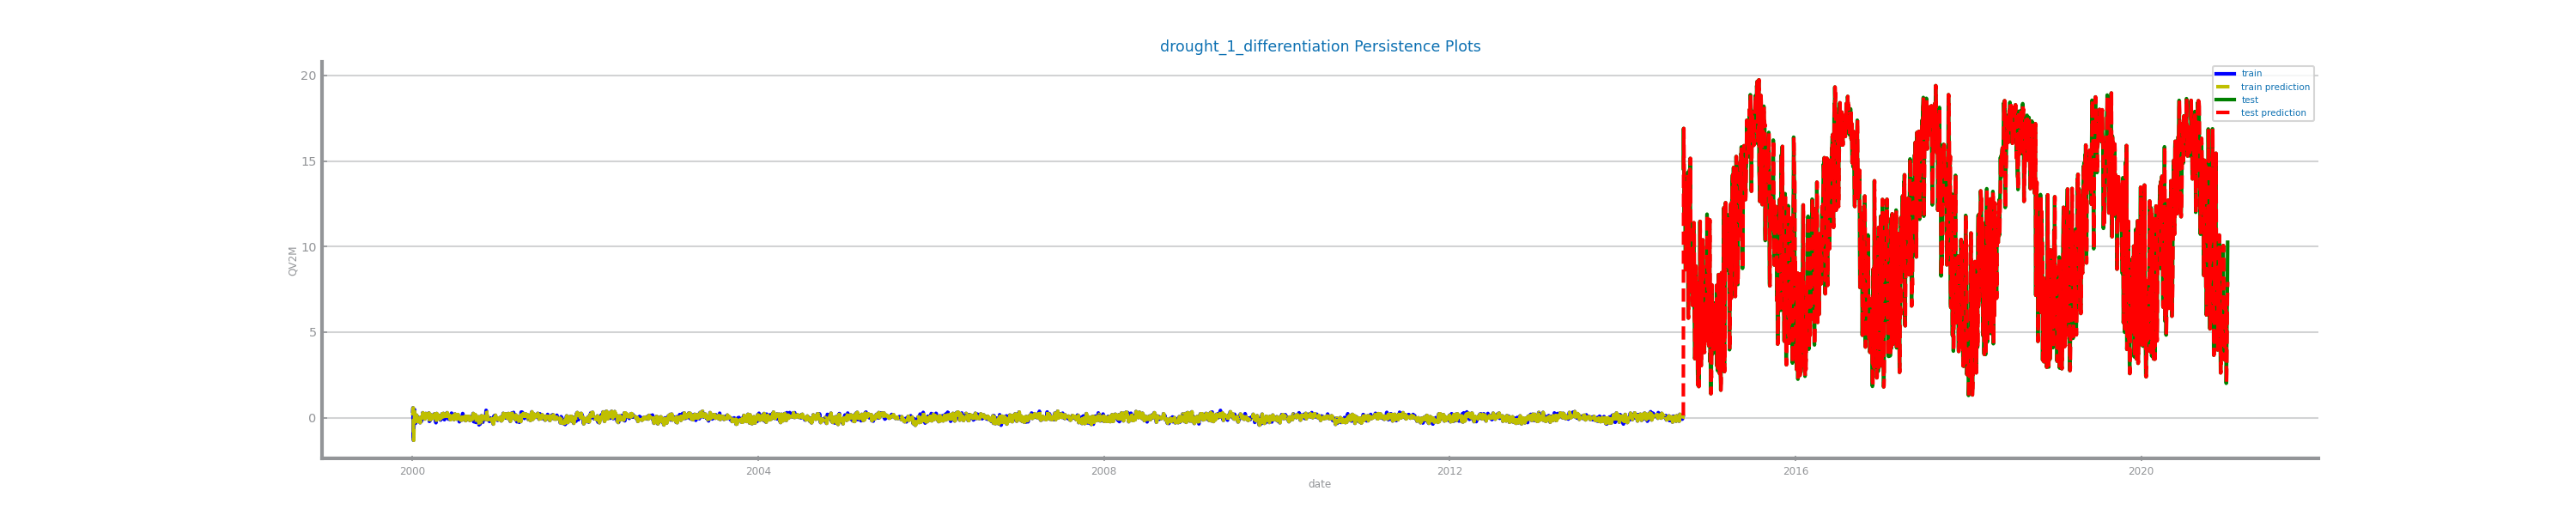 drought_1_differentiation Persistence Plots
20
15
10
5
0
QV2M
train
train prediction
test
test prediction
2000
2004
2008
2012
2016
2020
date